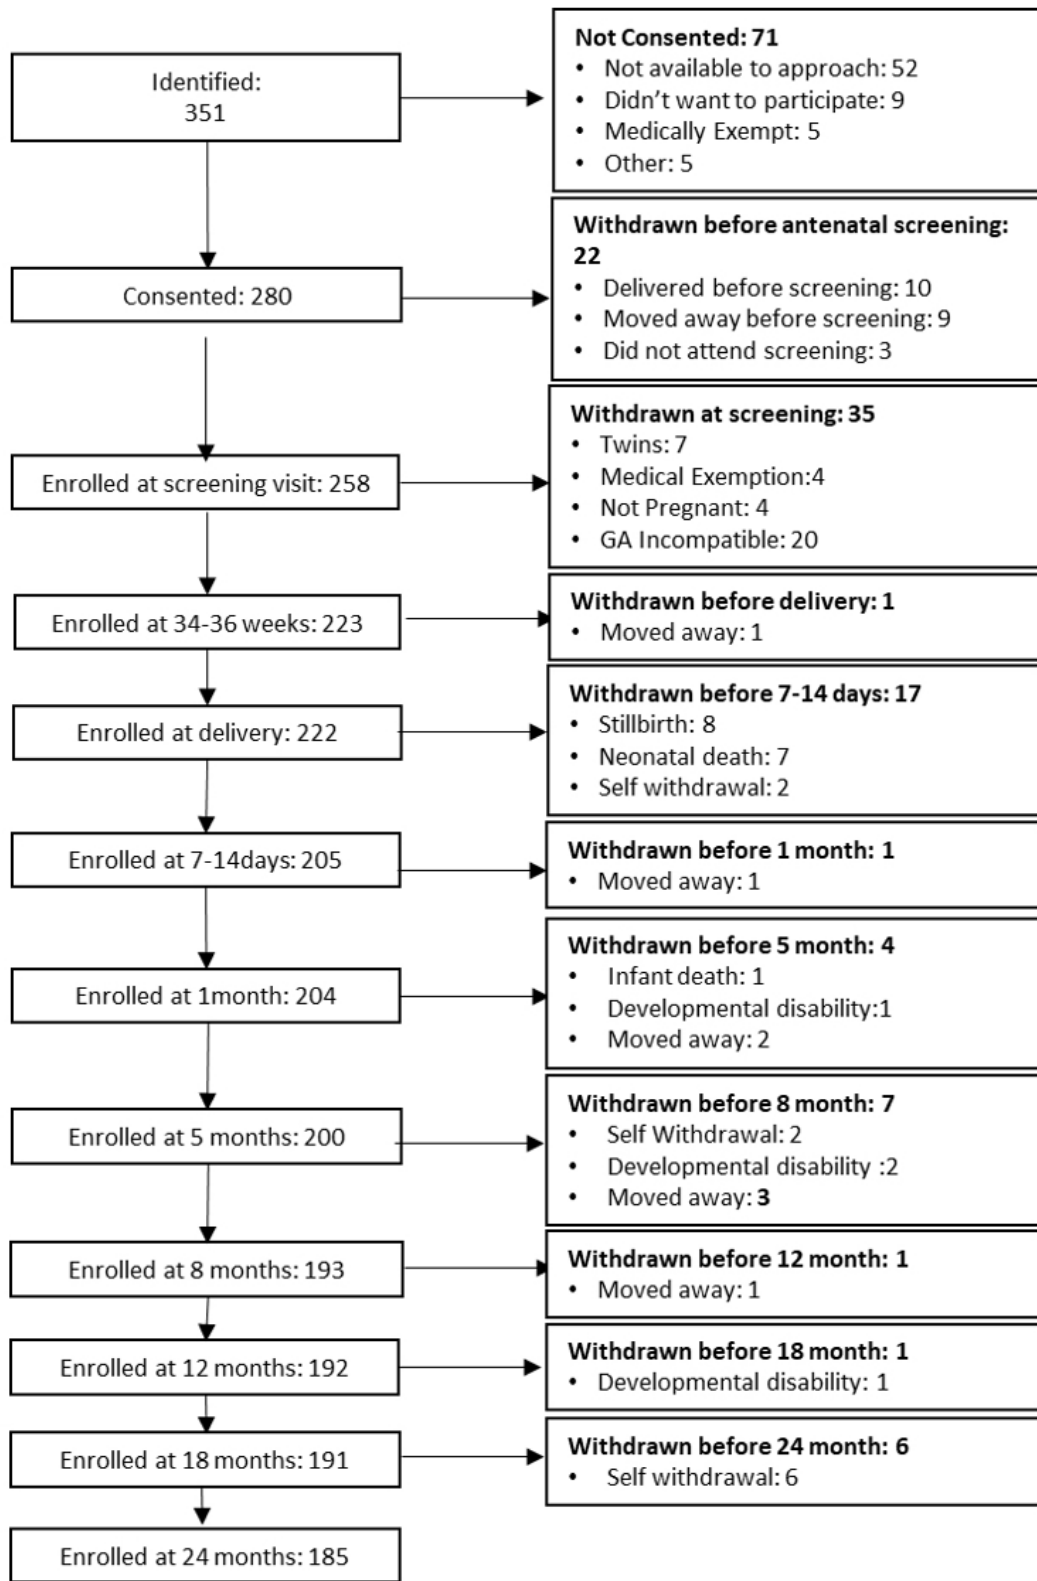 Identified:
351
Not Consented: 71
• Not available to approach: 52
• Didn't want to participate: 9
• Medically Exempt: 5
• Other: 5
Consented: 280
Withdrawn before antenatal screening:
22
• Delivered before screening: 10
• Moved away before screening: 9
• Did not attend screening: 3
Enrolled at screening visit: 258
Withdrawn at screening: 35
• Twins: 7
• Medical Exemption:4
• Not Pregnant: 4
• GA Incompatible: 20
Enrolled at 34-36 weeks: 223
Withdrawn before delivery: 1
• Moved away: 1
Enrolled at delivery: 222
Withdrawn before 7-14 days: 17
• Stillbirth: 8
• Neonatal death: 7
• Self withdrawal: 2
Enrolled at 7-14days: 205
Withdrawn before 1 month: 1
• Moved away: 1
Enrolled at 1month: 204
Withdrawn before 5 month: 4
• Infant death: 1
• Developmental disability:1
• Moved away: 2
Enrolled at 5 months: 200
Withdrawn before 8 month: 7
• Self Withdrawal: 2
• Developmental disability :2
• Moved away: 3
Enrolled at 8 months: 193
Withdrawn before 12 month: 1
• Moved away: 1
Enrolled at 12 months: 192
Withdrawn before 18 month: 1
• Developmental disability: 1
Enrolled at 18 months: 191
Withdrawn before 24 month: 6
• Self withdrawal: 6
Enrolled at 24 months: 185